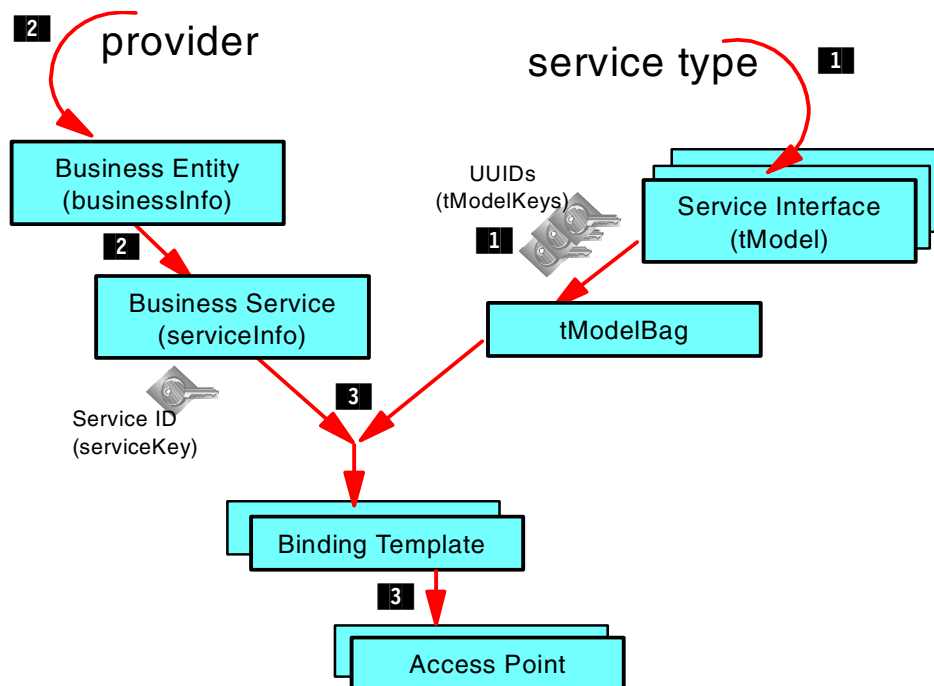 2
provider
service type
1
Business Entity
(businessInfo)
UUIDs
(tModelKeys)
Service Interface
(tModel)
2
1
Business Service
(serviceInfo)
tModelBag
3
Service ID
(serviceKey)
Binding Template
3
Access Point